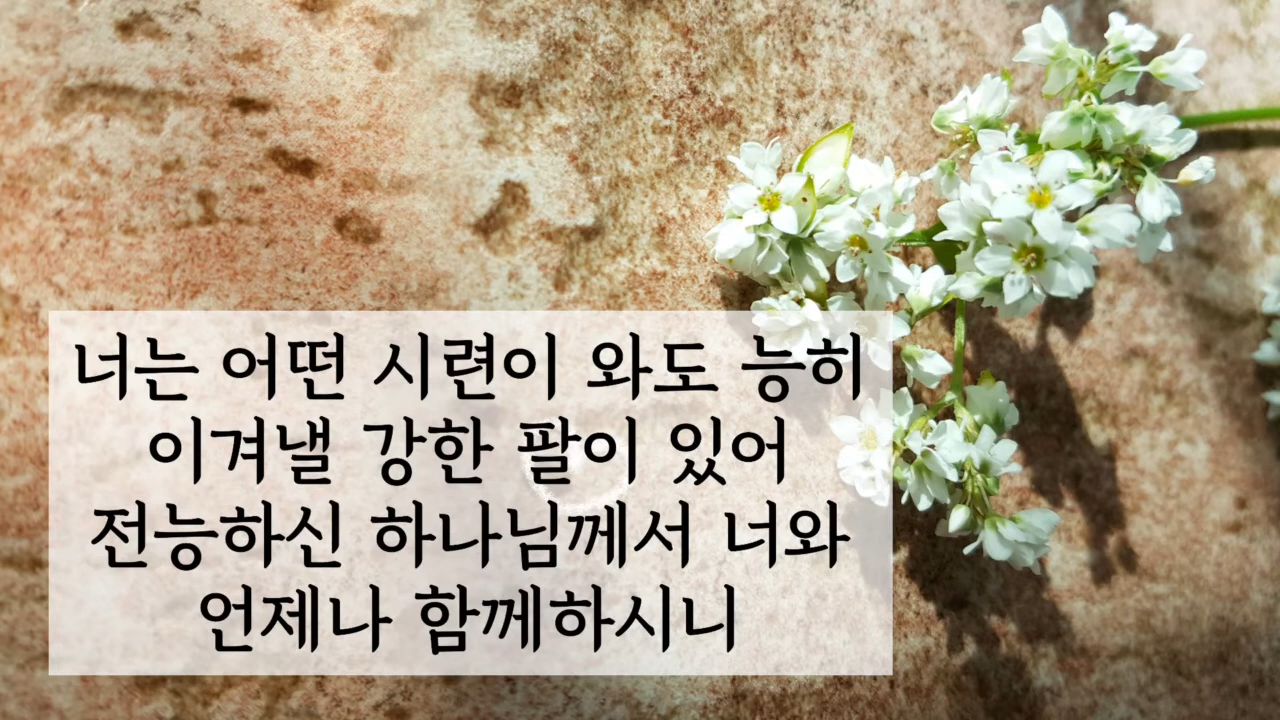 너는 어떤 시련이 와도 능히
이겨낼 강한 팔이 있어
전능하신 하나님께서 너와
언제나 함께하시니